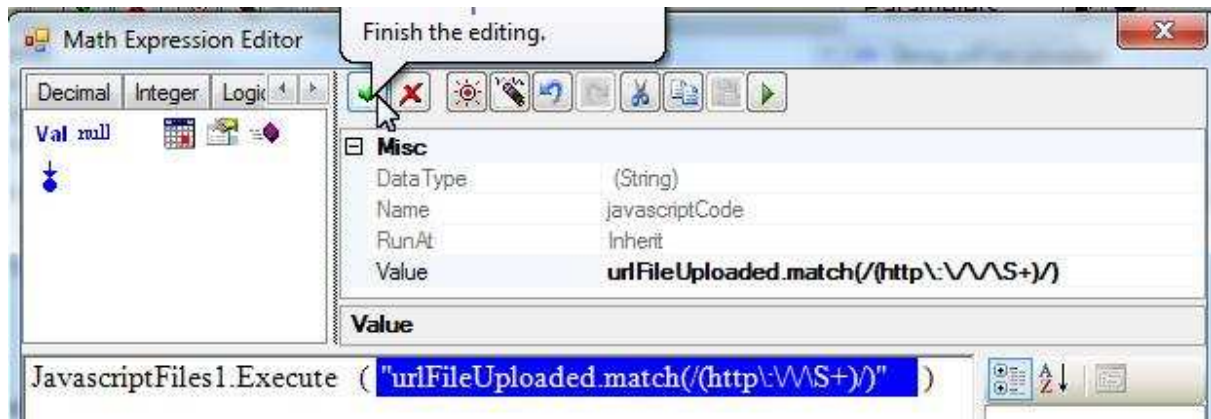 Math Expression Editor
Finish the editing.
Decimal Integer
Val null
Misc
DataType (String)
Name javascriptCode
RunAt Inherit
Value urlFileUploaded.match(/(http\:\/\/\S+)/)
Value
JavascriptFiles1.Execute ( "urlFileUploaded.match(/(http\:\/\/\S+)/)" )
A
Z